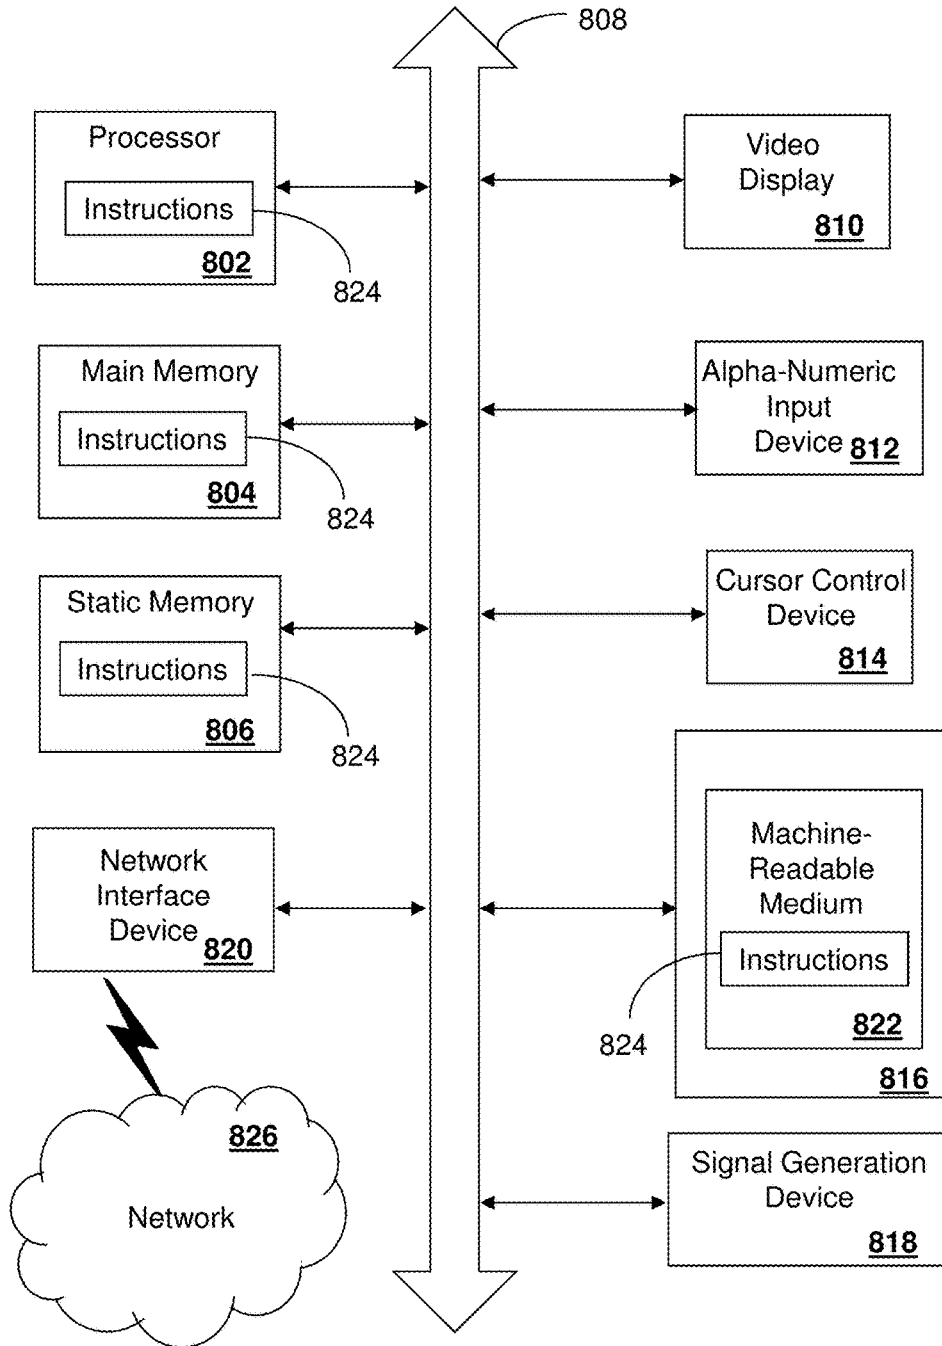 808
Processor
Instructions
802
824
Video
Display
810
Main Memory
Instructions
804
824
Alpha-Numeric
Input
Device 812
Static Memory
Instructions
806
824
Cursor Control
Device
814
Network
Interface
Device 820
Machine-
Readable
Medium
Instructions
822
824
816
826
Network
Signal Generation
Device
818